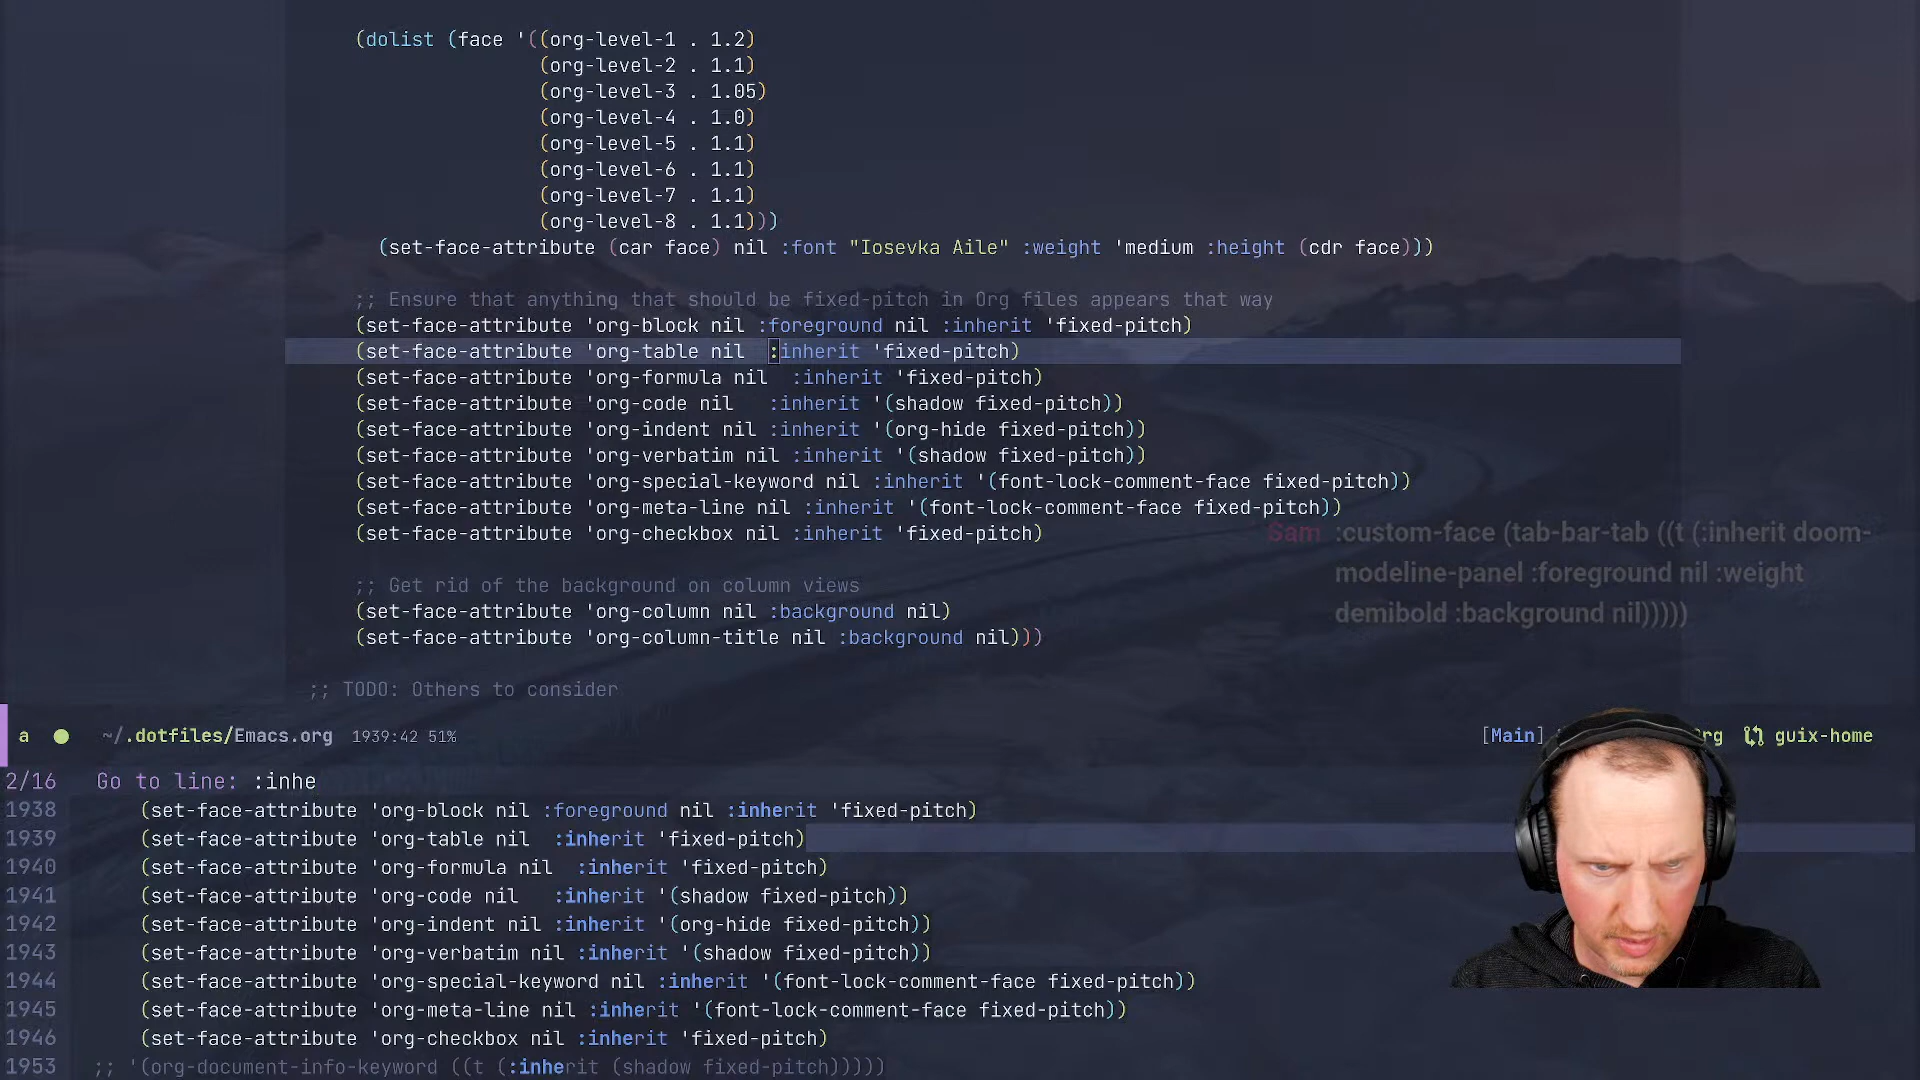 (dolist (face '((org-level-1 . 1.2)
(org-level-2 . 1.1)
(org-level-3 . 1.05)
(org-level-4 . 1.0)
(org-level-5 . 1.1)
(org-level-6 . 1.1)
(org-level-7 . 1.1)
(org-level-8 . 1.1)))
(set-face-attribute (car face) nil :font "Iosevka Aile" :weight 'medium :height (cdr face)))
;; Ensure that anything that should be fixed-pitch in Org files appears that way
(set-face-attribute 'org-block nil :foreground nil :inherit 'fixed-pitch)
(set-face-attribute 'org-table nil  :inherit 'fixed-pitch)
(set-face-attribute 'org-formula nil  :inherit 'fixed-pitch)
(set-face-attribute 'org-code nil   :inherit '(shadow fixed-pitch))
(set-face-attribute 'org-indent nil :inherit '(org-hide fixed-pitch))
(set-face-attribute 'org-verbatim nil :inherit '(shadow fixed-pitch))
(set-face-attribute 'org-special-keyword nil :inherit '(font-lock-comment-face fixed-pitch))
(set-face-attribute 'org-meta-line nil :inherit '(font-lock-comment-face fixed-pitch))
(set-face-attribute 'org-checkbox nil :inherit 'fixed-pitch)
Sam :custom-face (tab-bar-tab ((t (:inherit doom-
modeline-panel :foreground nil :weight
demibold :background nil)))))
;; Get rid of the background on column views
(set-face-attribute 'org-column nil :background nil)
(set-face-attribute 'org-column-title nil :background nil)))
;; TODO: Others to consider
a ~/.dotfiles/Emacs.org 1939:42 51% [Main] guix-home
2/16 Go to line: :inhe
1938 (set-face-attribute 'org-block nil :foreground nil :inherit 'fixed-pitch)
1939 (set-face-attribute 'org-table nil  :inherit 'fixed-pitch)
1940 (set-face-attribute 'org-formula nil  :inherit 'fixed-pitch)
1941 (set-face-attribute 'org-code nil   :inherit '(shadow fixed-pitch))
1942 (set-face-attribute 'org-indent nil :inherit '(org-hide fixed-pitch))
1943 (set-face-attribute 'org-verbatim nil :inherit '(shadow fixed-pitch))
1944 (set-face-attribute 'org-special-keyword nil :inherit '(font-lock-comment-face fixed-pitch))
1945 (set-face-attribute 'org-meta-line nil :inherit '(font-lock-comment-face fixed-pitch))
1946 (set-face-attribute 'org-checkbox nil :inherit 'fixed-pitch)
1953 ;; '(org-document-info-keyword ((t (:inherit (shadow fixed-pitch)))))